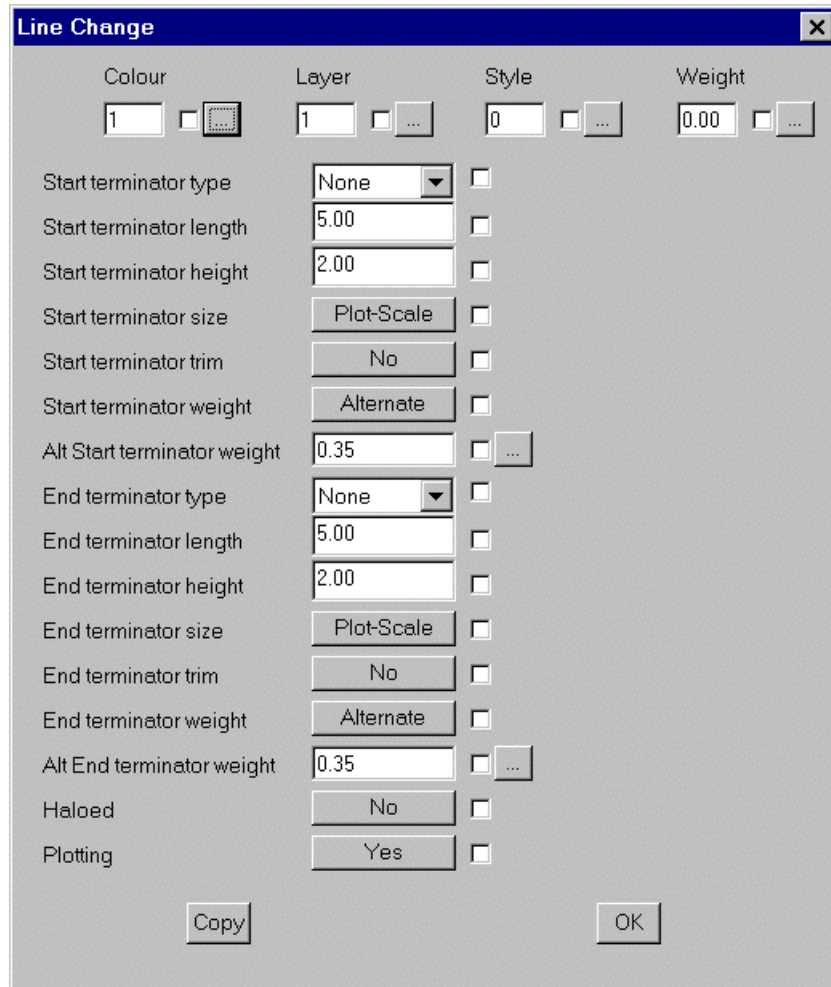 Line Change
Colour Layer Style Weight
1 ... 1 ... 0 ... 0.00 ...
Start terminator type None
Start terminator length 5.00
Start terminator height 2.00
Start terminator size Plot-Scale
Start terminator trim No
Start terminator weight Alternate
Alt Start terminator weight 0.35 ...
End terminator type None
End terminator length 5.00
End terminator height 2.00
End terminator size Plot-Scale
End terminator trim No
End terminator weight Alternate
Alt End terminator weight 0.35 ...
Haloed No
Plotting Yes
Copy OK